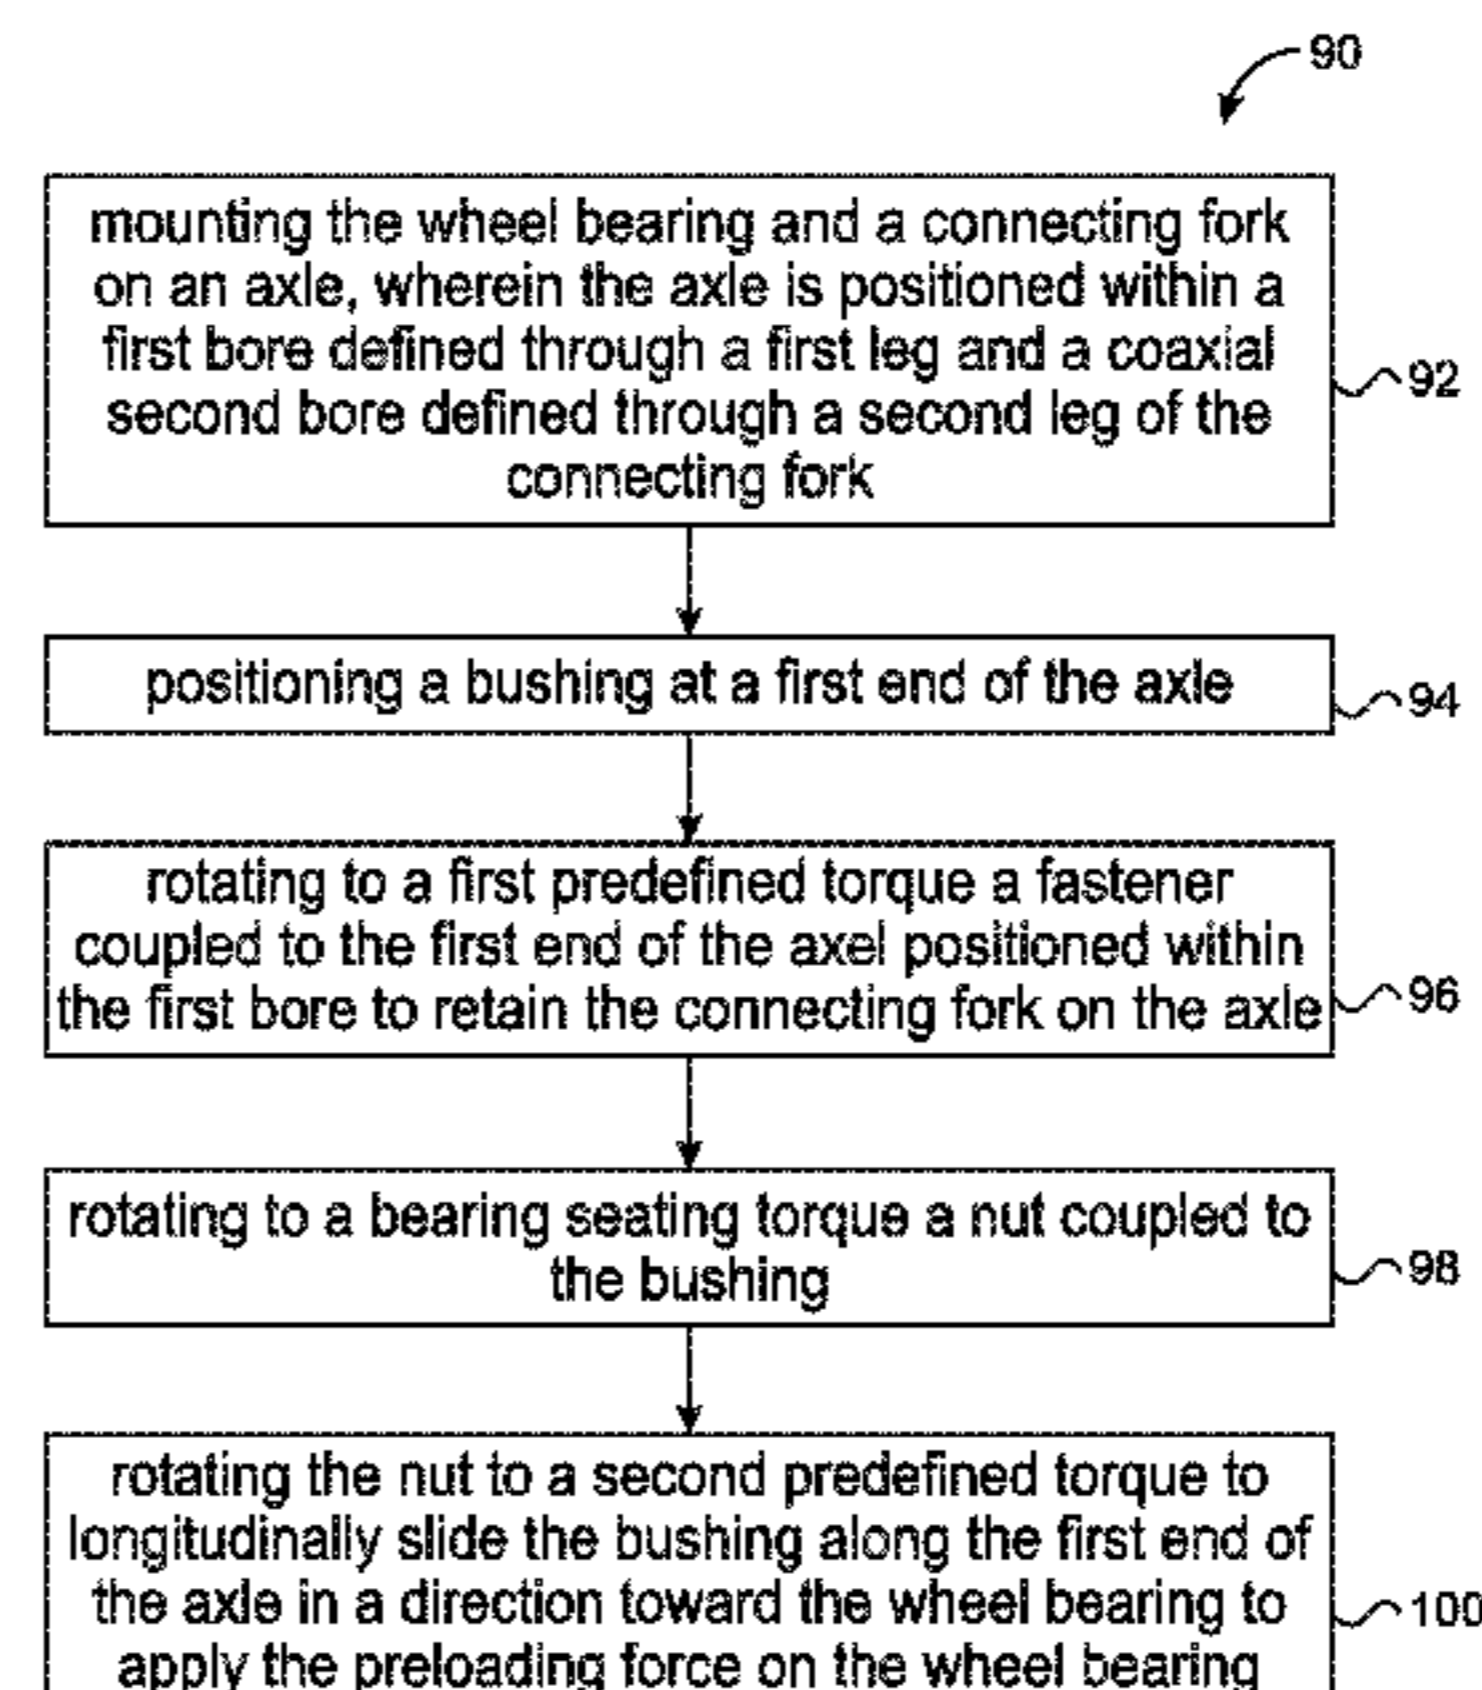 90
mounting the wheel bearing and a connecting fork
on an axle, wherein the axle is positioned within a
first bore defined through a first leg and a coaxial
second bore defined through a second leg of the
connecting fork
92
positioning a bushing at a first end of the axle
94
rotating to a first predefined torque a fastener
coupled to the first end of the axel positioned within
the first bore to retain the connecting fork on the axle
96
rotating to a bearing seating torque a nut coupled to
the bushing
98
rotating the nut to a second predefined torque to
longitudinally slide the bushing along the first end of
the axle in a direction toward the wheel bearing to
apply the preloading force on the wheel bearing
100